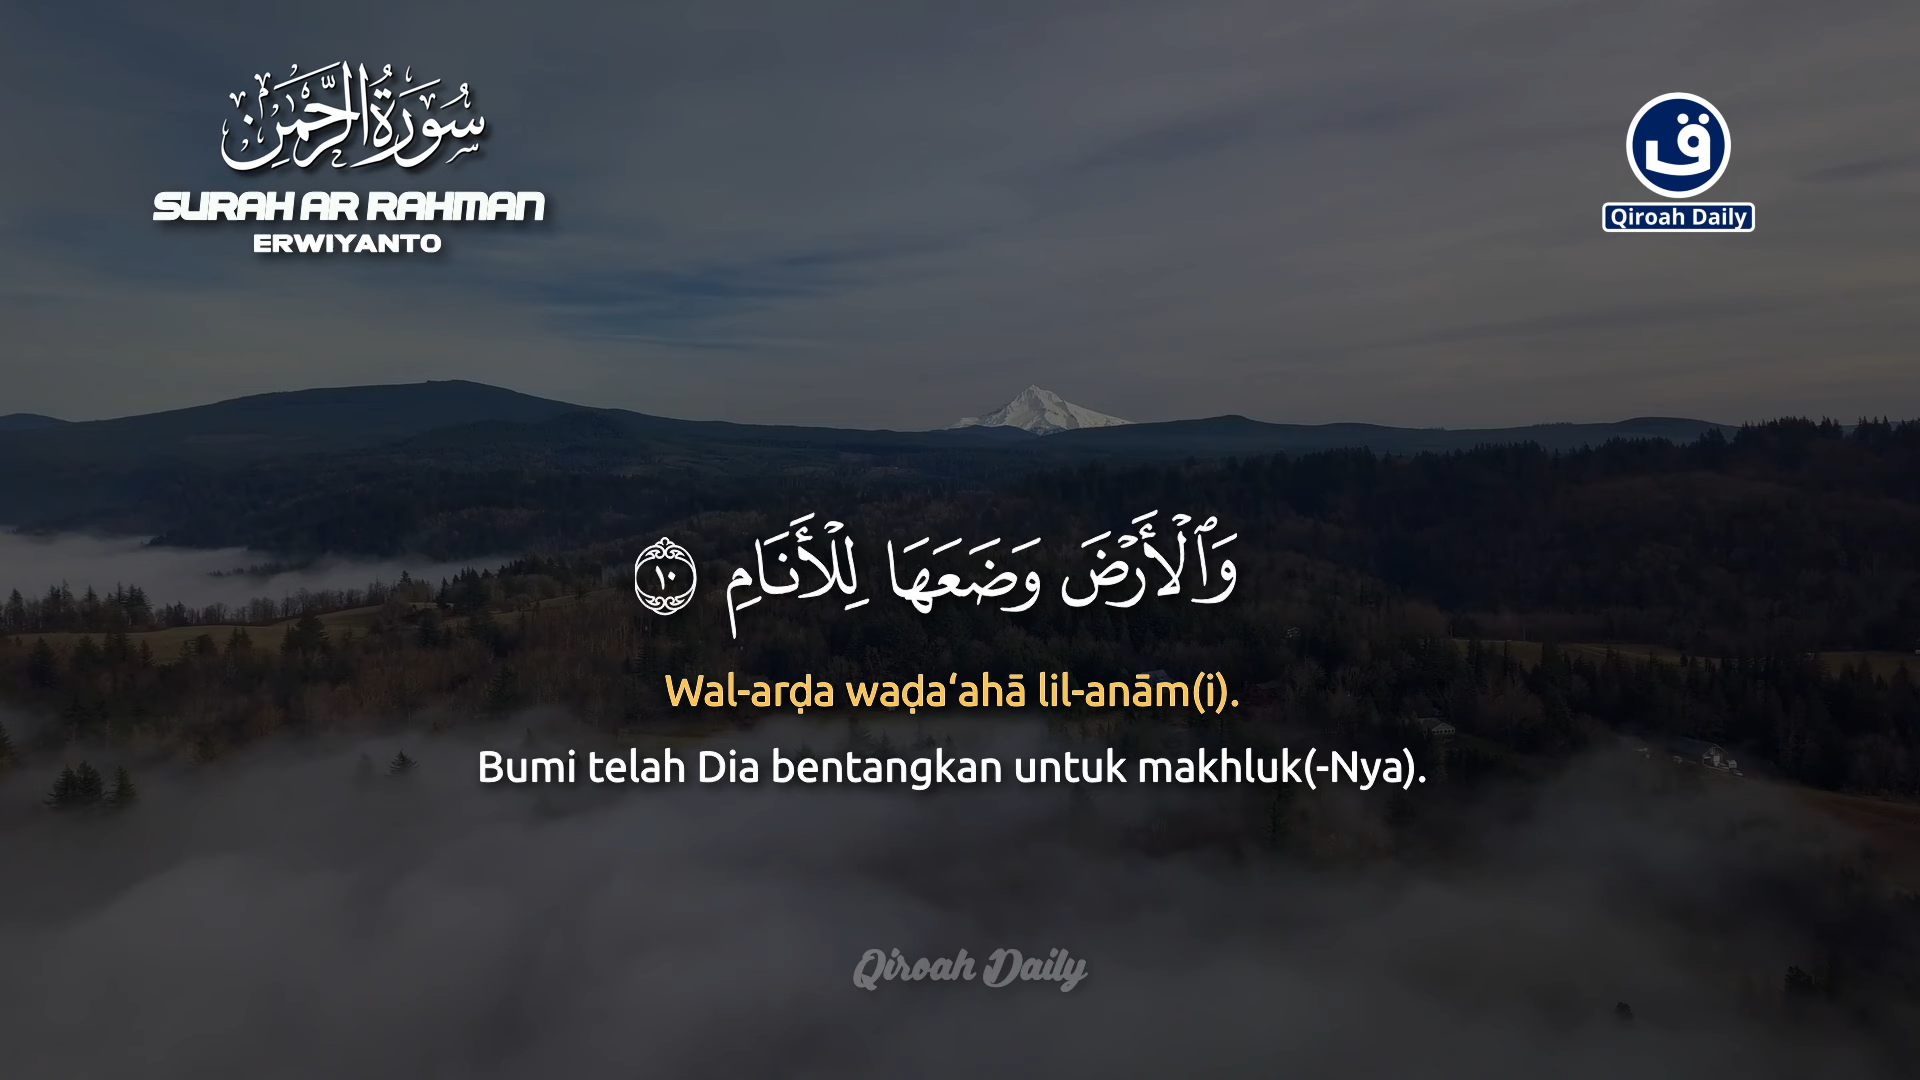 سُورَةُ الرَّحْمَٰنِ
SURAH AR RAHMAN
ERWIYANTO
ق
Qiroah Daily
وَٱلْأَرْضَ وَضَعَهَا لِلْأَنَامِ ١٠
Wal-arḍa waḍa‘ahā lil-anām(i).
Bumi telah Dia bentangkan untuk makhluk(-Nya).
Qiroah Daily